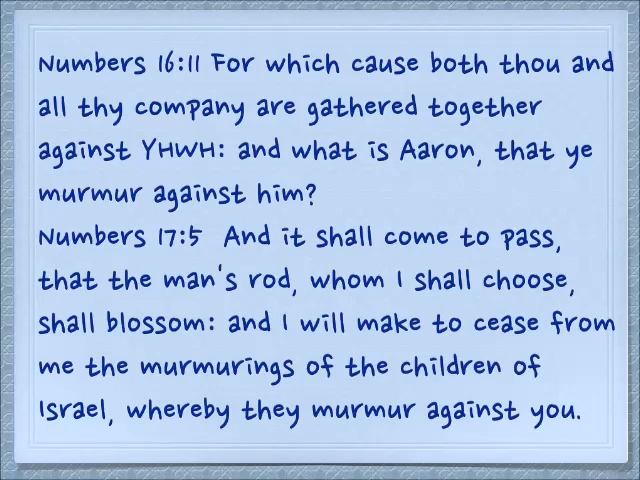 Numbers 16:11 For which cause both thou and
all thy company are gathered together
against YHWH: and what is Aaron, that ye
murmur against him?
Numbers 17:5  And it shall come to pass,
that the man's rod, whom I shall choose,
shall blossom: and I will make to cease from
me the murmurings of the children of
Israel, whereby they murmur against you.